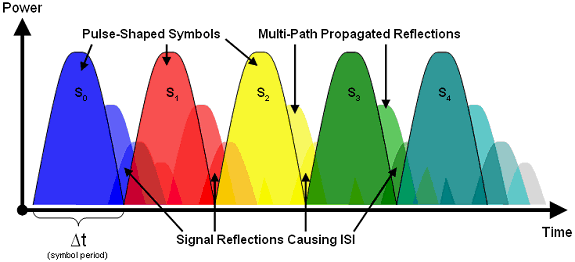 Power
Pulse-Shaped Symbols
Multi-Path Propagated Reflections
S0
S1
S2
S3
S4
Time
Δt
(symbol period)
Signal Reflections Causing ISI